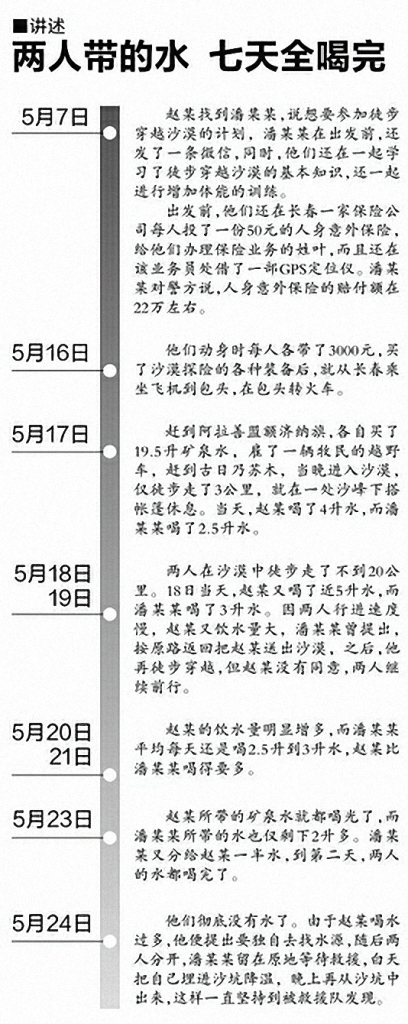 ■讲述
两人带的水 七天全喝完
5月7日
赵某找到潘某某,说想要参加徒步
穿越沙漠的计划，潘某某在出发前,还
发了一条微信,同时,他们还在一起学
习了徒步穿越沙漠的基本知识,还一起
进行增加体能的训练。
出发前,他们还在长春一家保险公
司每人投了一份50元的人身意外保险,
给他们办理保险业务的姓叶,而且还在
该业务员处借了一部GPS定位仪。潘某
某对警方说,人身意外保险的赔付额在
22万左右。
5月16日
他们动身时每人各带了3000元,买
了沙漠探险的各种装备后,就从长春乘
坐飞机到包头,在包头转火车。
5月17日
赶到阿拉善盟额济纳旗,各自买了
19.5升矿泉水，雇了一辆牧民的越野
车，赶到古日乃苏木，当晚进入沙漠,
仅徒步走了3公里，就在一处沙峰下搭
帐篷休息。当天,赵某喝了4升水,而潘
某某喝了2.5升水。
5月18日
19日
两人在沙漠中徒步走了不到20公
里。18日当天,赵某又喝了近5升水,而
潘某某喝了3升水。因两人行进速度
慢，赵某又饮水量大，潘某某曾提出,
按原路返回把赵某送出沙漠，之后,他
再徒步穿越,但赵某没有同意,两人继
续前行。
5月20日
21日
赵某的饮水量明显增多,而潘某某
平均每天还是喝2.5升到3升水,赵某比
潘某某喝得要多。
5月23日
赵某所带的矿泉水就都喝光了,而
潘某某所带的水也仅剩下2升多。潘某
某又分给赵某一半水,到第二天,两人
的水都喝完了。
5月24日
他们彻底没有水了。由于赵某喝水
过多,他便提出要独自去找水源,随后两
人分开,潘某某留在原地等待救援,白天
把自己埋进沙坑降温，晚上再从沙坑中
出来,这样一直坚持到被救援队发现。